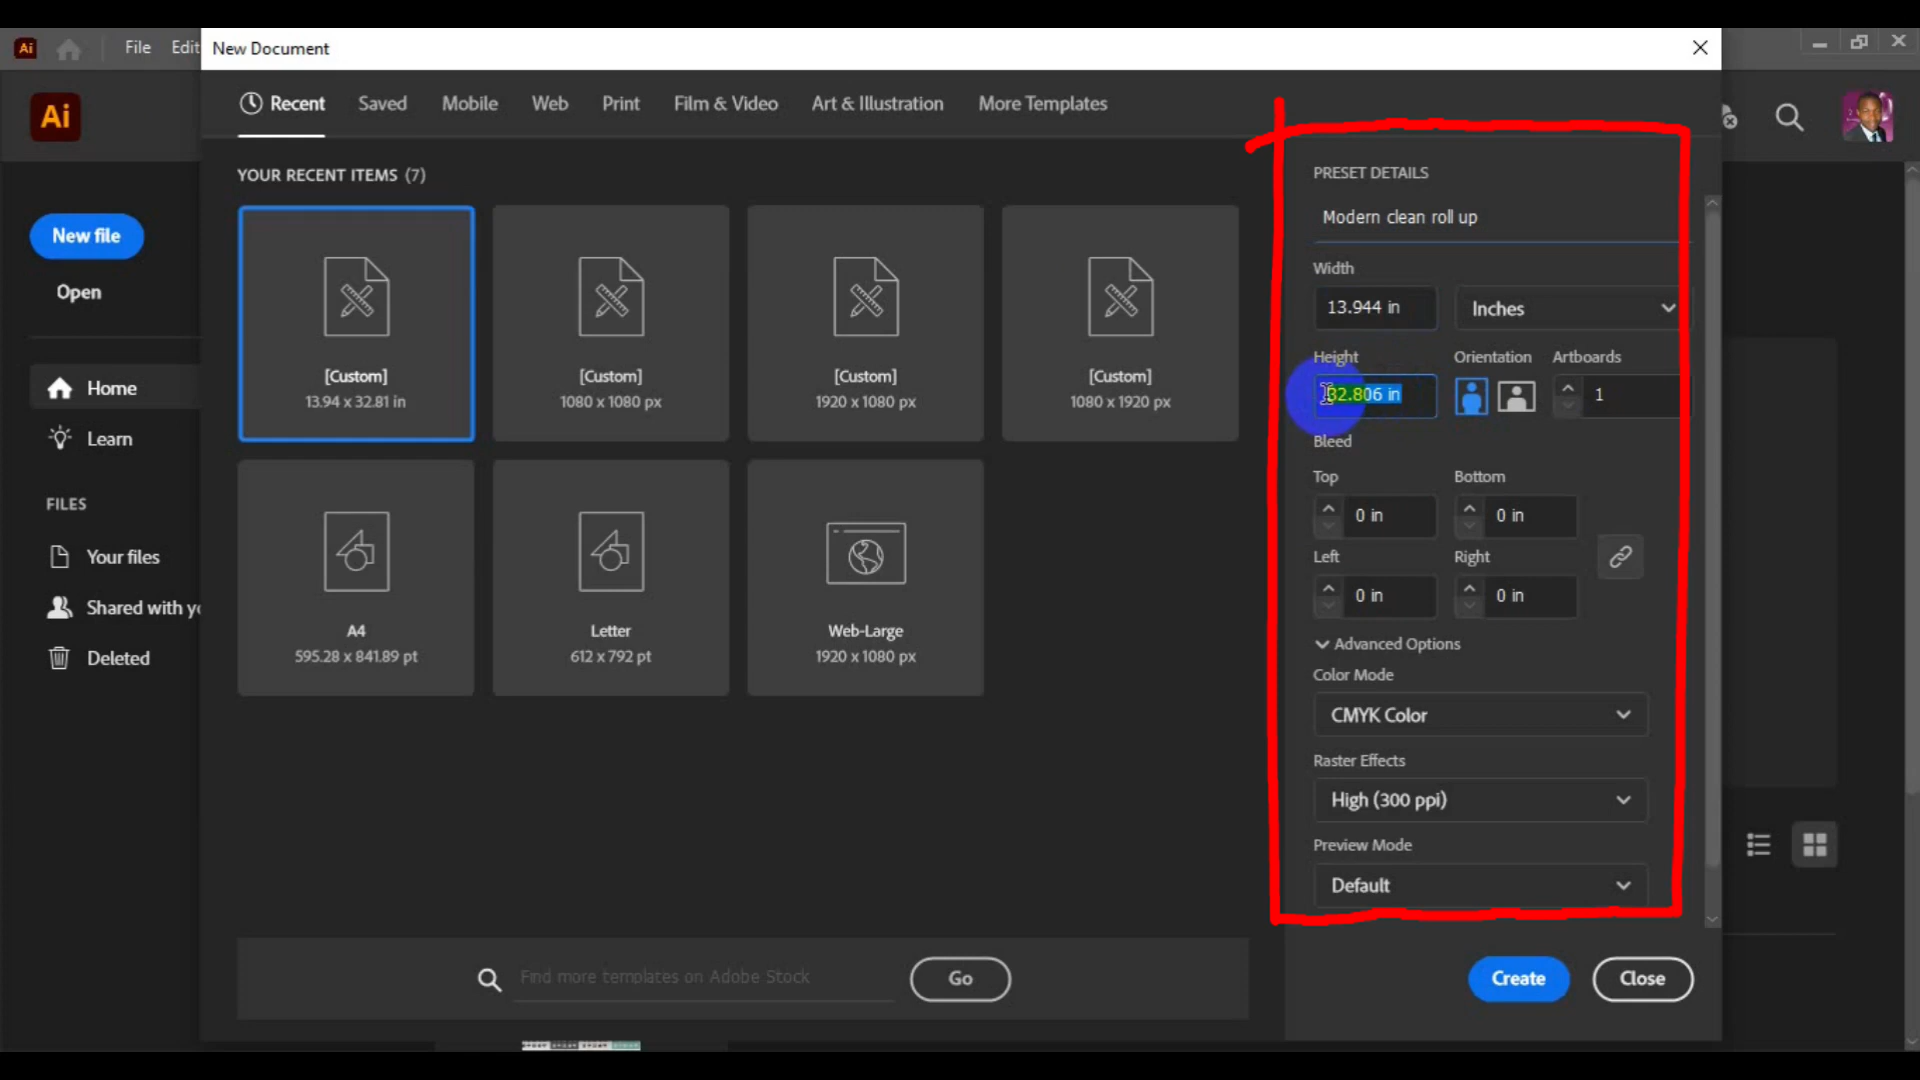 Ai
File Edit
New Document
Ai
New file
Open
Home
Learn
FILES
Your files
Shared with yo
Deleted
Recent Saved Mobile Web Print Film & Video Art & Illustration More Templates
YOUR RECENT ITEMS (7)
[Custom]
13.94 x 32.81 in
[Custom]
1080 x 1080 px
[Custom]
1920 x 1080 px
[Custom]
1080 x 1920 px
A4
595.28 x 841.89 pt
Letter
612 x 792 pt
Web-Large
1920 x 1080 px
Find more templates on Adobe Stock
Go
PRESET DETAILS
Modern clean roll up
Width
13.944 in Inches
Height Orientation Artboards
32.806 in 1
Bleed
Top Bottom
0 in 0 in
Left Right
0 in 0 in
Advanced Options
Color Mode
CMYK Color
Raster Effects
High (300 ppi)
Preview Mode
Default
Create Close